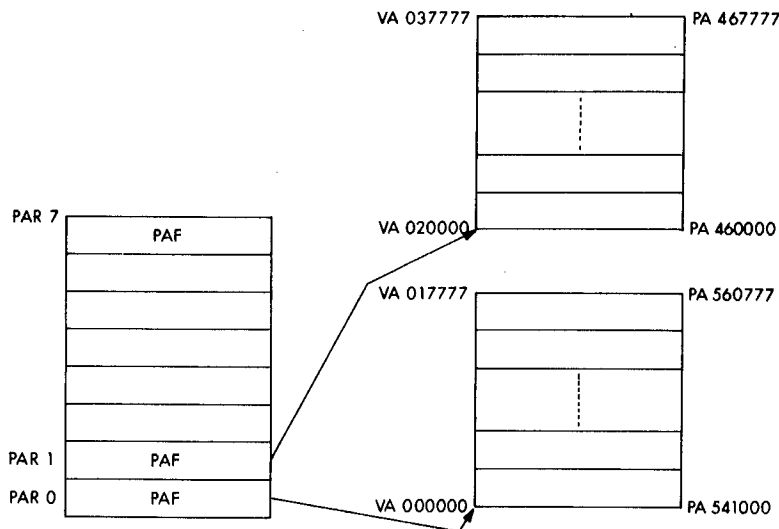 VA 037777 PA 467777
PAR 7
PAF
VA 020000 PA 460000
VA 017777 PA 560777
PAR 1 PAF
PAR 0 PAF
VA 000000 PA 541000